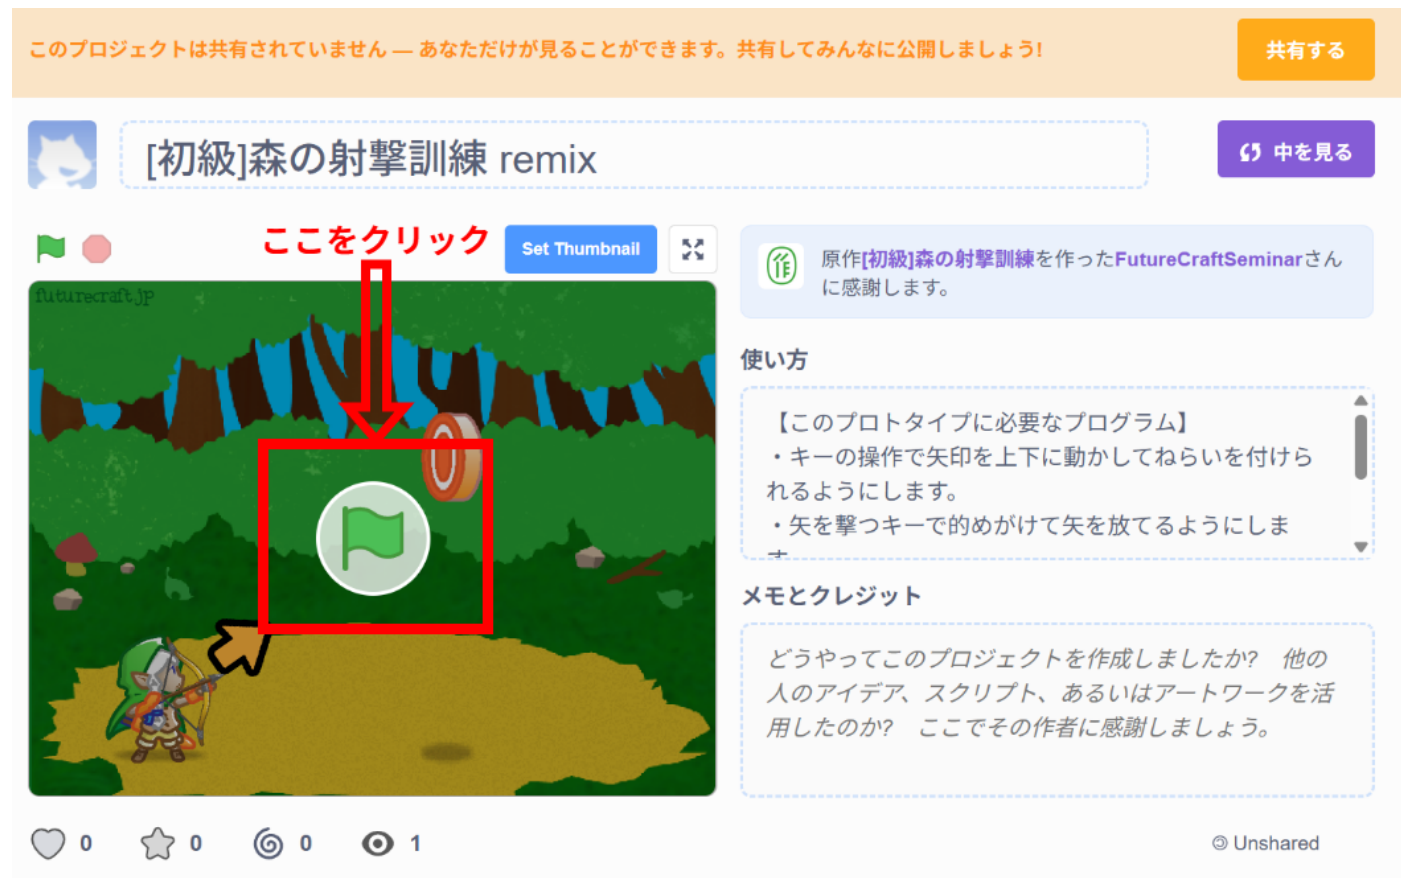 このプロジェクトは共有されていません — あなただけが見ることができます。共有してみんなに公開しましょう!
共有する
[初級]森の射撃訓練 remix
中を見る
ここをクリック
Set Thumbnail
futurecraft.jp
原作[初級]森の射撃訓練を作ったFutureCraftSeminarさん
に感謝します。
使い方
【このプロトタイプに必要なプログラム】
・キーの操作で矢印を上下に動かしてねらいを付けら
れるようにします。
・矢を撃つキーで的めがけて矢を放てるようにしま
す
メモとクレジット
どうやってこのプロジェクトを作成しましたか?　他の
人のアイデア、スクリプト、あるいはアートワークを活
用したのか?　ここでその作者に感謝しましょう。
0
0
0
1
Unshared